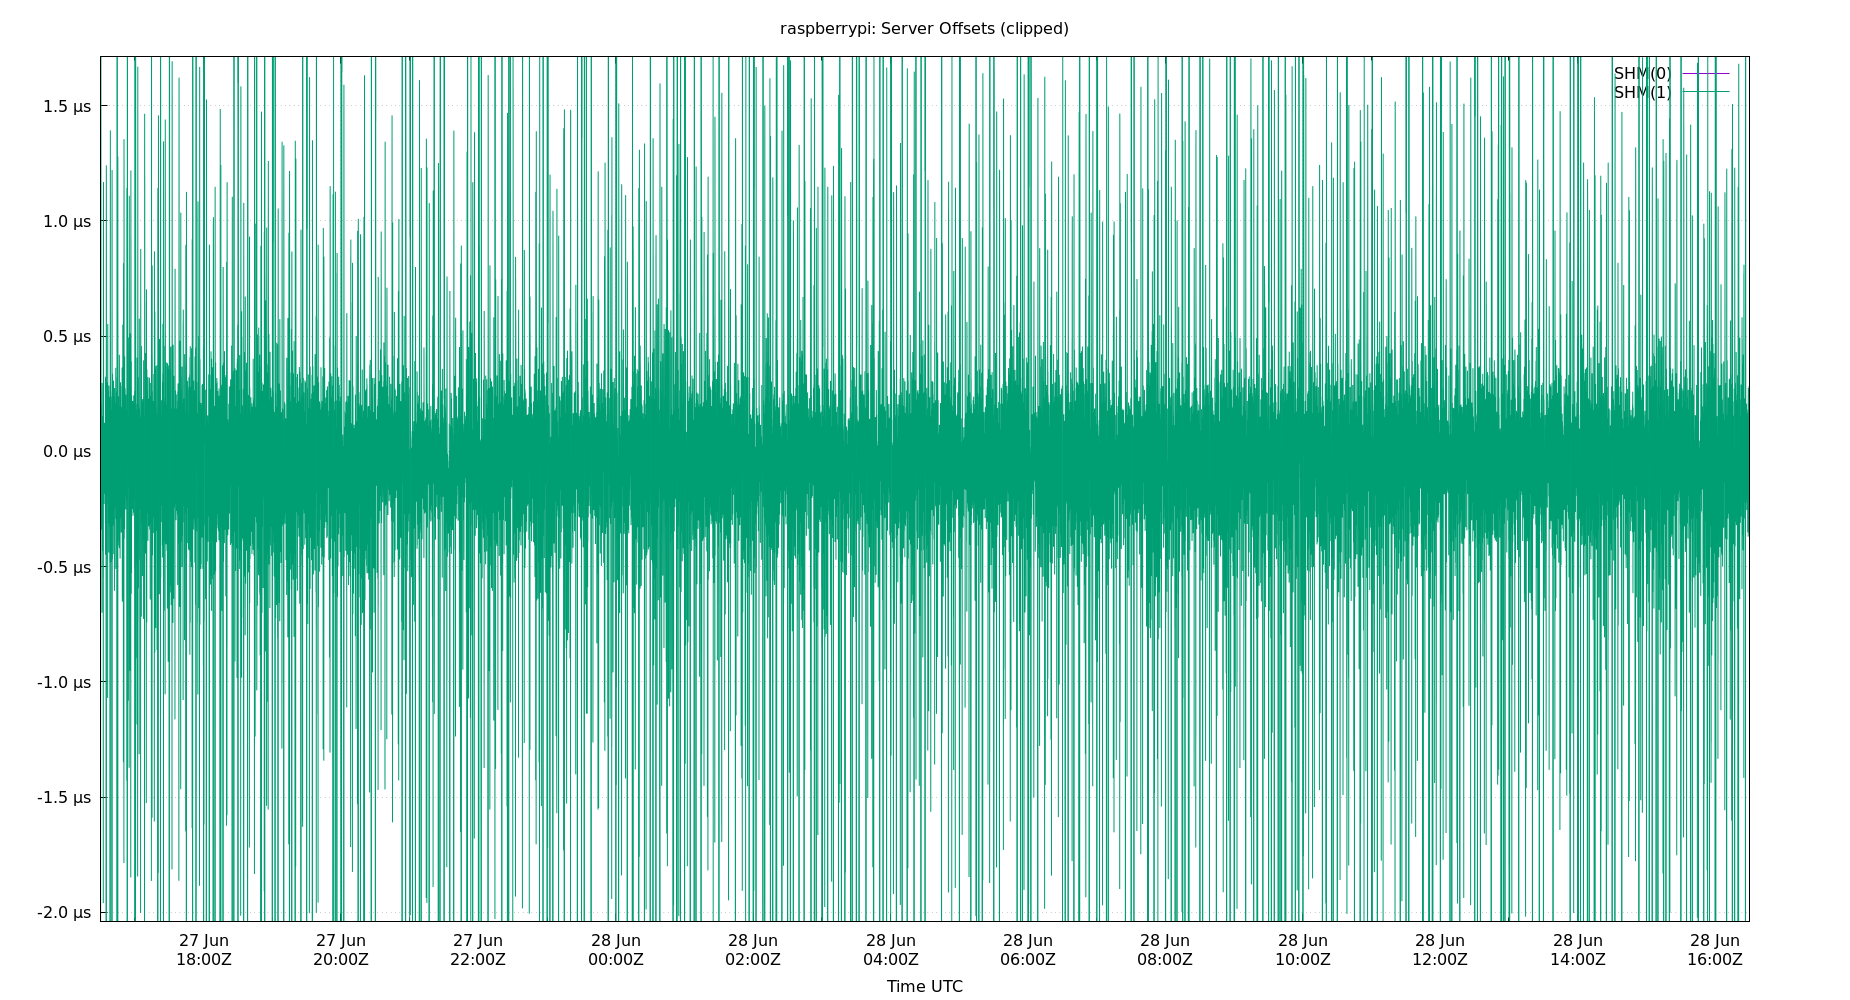 raspberrypi: Server Offsets (clipped)
SHM(0)
SHM(1)
1.5 µs
1.0 µs
0.5 µs
0.0 µs
-0.5 µs
-1.0 µs
-1.5 µs
-2.0 µs
27 Jun 27 Jun 27 Jun 28 Jun 28 Jun 28 Jun 28 Jun 28 Jun 28 Jun 28 Jun 28 Jun 28 Jun
18:00Z 20:00Z 22:00Z 00:00Z 02:00Z 04:00Z 06:00Z 08:00Z 10:00Z 12:00Z 14:00Z 16:00Z
Time UTC